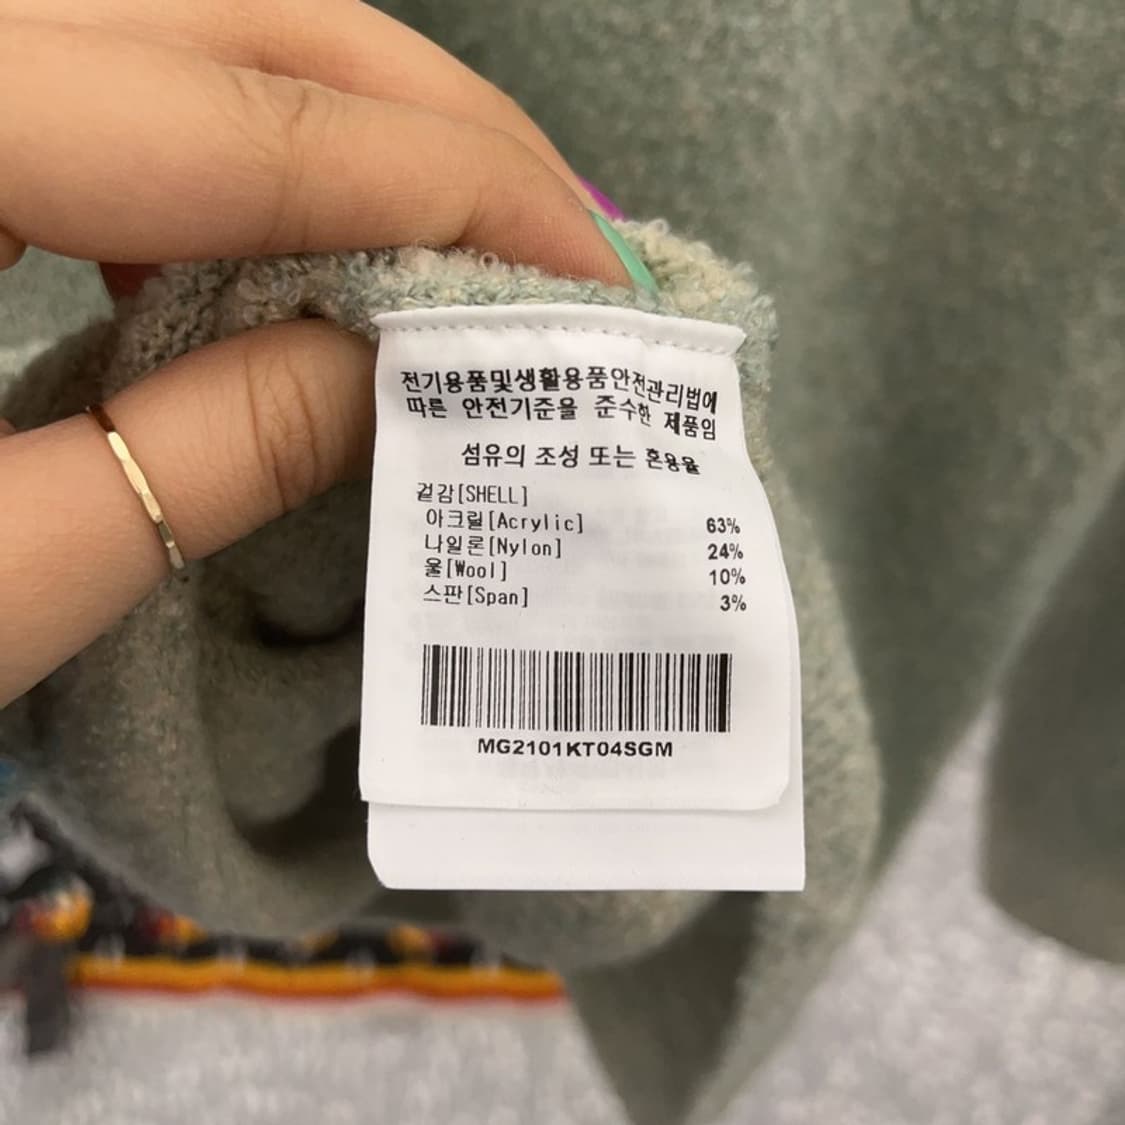 전기용품및생활용품안전관리법에
따른 안전기준을 준수한 제품임
섬유의 조성 또는 혼용율
겉감[SHELL]
아크릴[Acrylic] 63%
나일론[Nylon] 24%
울[Wool] 10%
스판[Span] 3%
MG2101KT04SGM